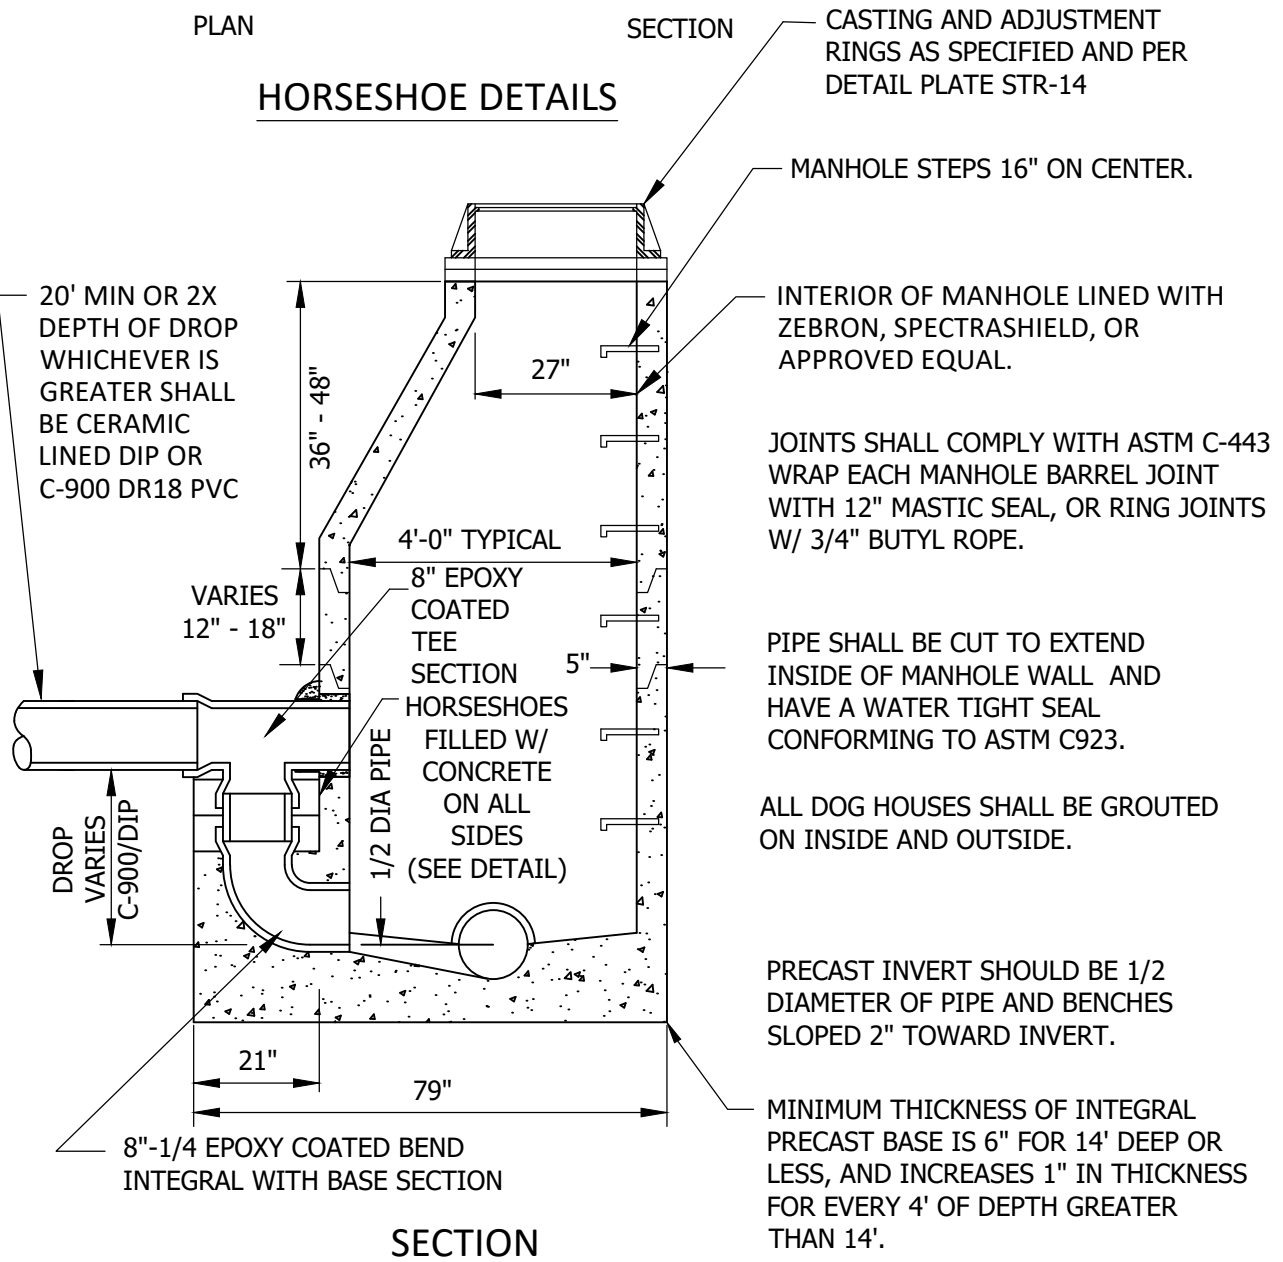 PLAN
SECTION
HORSESHOE DETAILS
CASTING AND ADJUSTMENT
RINGS AS SPECIFIED AND PER
DETAIL PLATE STR-14
MANHOLE STEPS 16" ON CENTER.
20' MIN OR 2X
DEPTH OF DROP
WHICHEVER IS
GREATER SHALL
BE CERAMIC
LINED DIP OR
C-900 DR18 PVC
36" - 48"
27"
INTERIOR OF MANHOLE LINED WITH
ZEBRON, SPECTRASHIELD, OR
APPROVED EQUAL.
JOINTS SHALL COMPLY WITH ASTM C-443
WRAP EACH MANHOLE BARREL JOINT
WITH 12" MASTIC SEAL, OR RING JOINTS
W/ 3/4" BUTYL ROPE.
4'-0" TYPICAL
VARIES
12" - 18"
8" EPOXY
COATED
TEE
SECTION
5"
HORSESHOES
FILLED W/
CONCRETE
ON ALL
SIDES
(SEE DETAIL)
1/2 DIA PIPE
PIPE SHALL BE CUT TO EXTEND
INSIDE OF MANHOLE WALL AND
HAVE A WATER TIGHT SEAL
CONFORMING TO ASTM C923.
ALL DOG HOUSES SHALL BE GROUTED
ON INSIDE AND OUTSIDE.
DROP
VARIES
C-900/DIP
PRECAST INVERT SHOULD BE 1/2
DIAMETER OF PIPE AND BENCHES
SLOPED 2" TOWARD INVERT.
21"
79"
8"-1/4 EPOXY COATED BEND
INTEGRAL WITH BASE SECTION
MINIMUM THICKNESS OF INTEGRAL
PRECAST BASE IS 6" FOR 14' DEEP OR
LESS, AND INCREASES 1" IN THICKNESS
FOR EVERY 4' OF DEPTH GREATER
THAN 14'.
SECTION